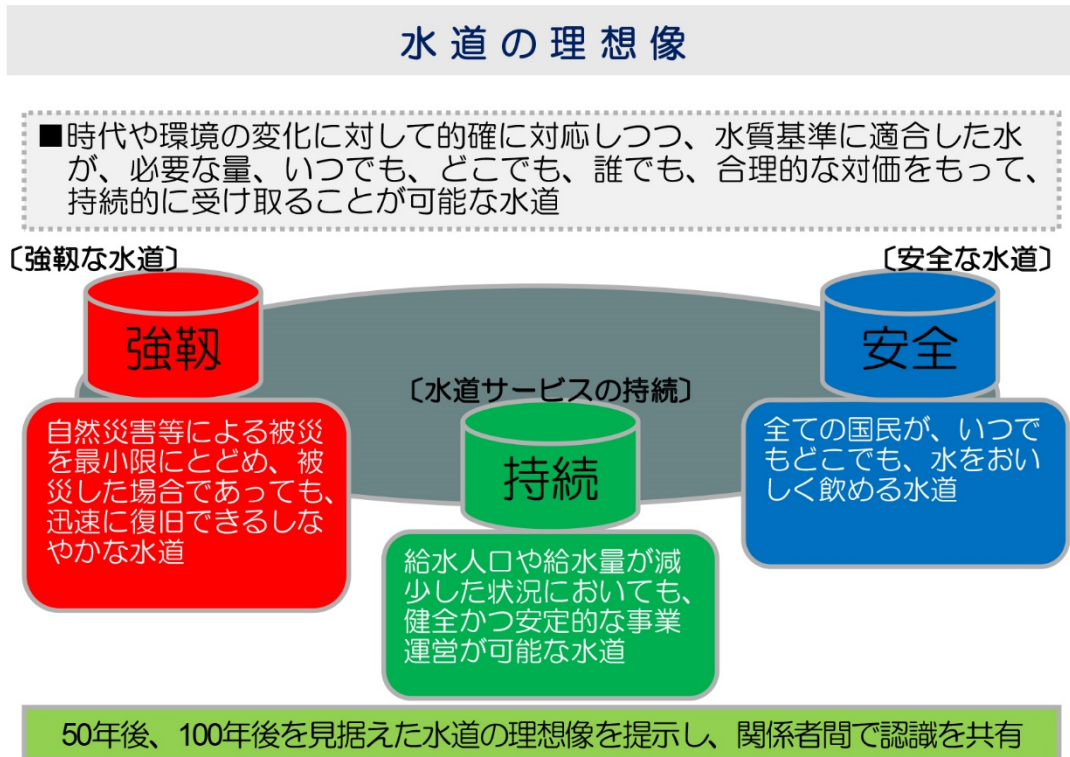 水道の理想像
■時代や環境の変化に対して的確に対応しつつ、水質基準に適合した水
が、必要な量、いつでも、どこでも、誰でも、合理的な対価をもって、
持続的に受け取ることが可能な水道
〔強靱な水道〕
強靱
自然災害等による被災
を最小限にとどめ、被
災した場合であっても、
迅速に復旧できるしな
やかな水道
〔水道サービスの持続〕
持続
給水人口や給水量が減
少した状況においても、
健全かつ安定的な事業
運営が可能な水道
〔安全な水道〕
安全
全ての国民が、いつで
もどこでも、水をおい
しく飲める水道
50年後、100年後を見据えた水道の理想像を提示し、関係者間で認識を共有